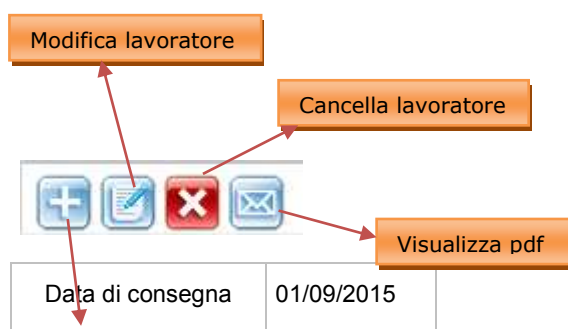 Modifica lavoratore
Cancella lavoratore
Visualizza pdf
Data di consegna 01/09/2015